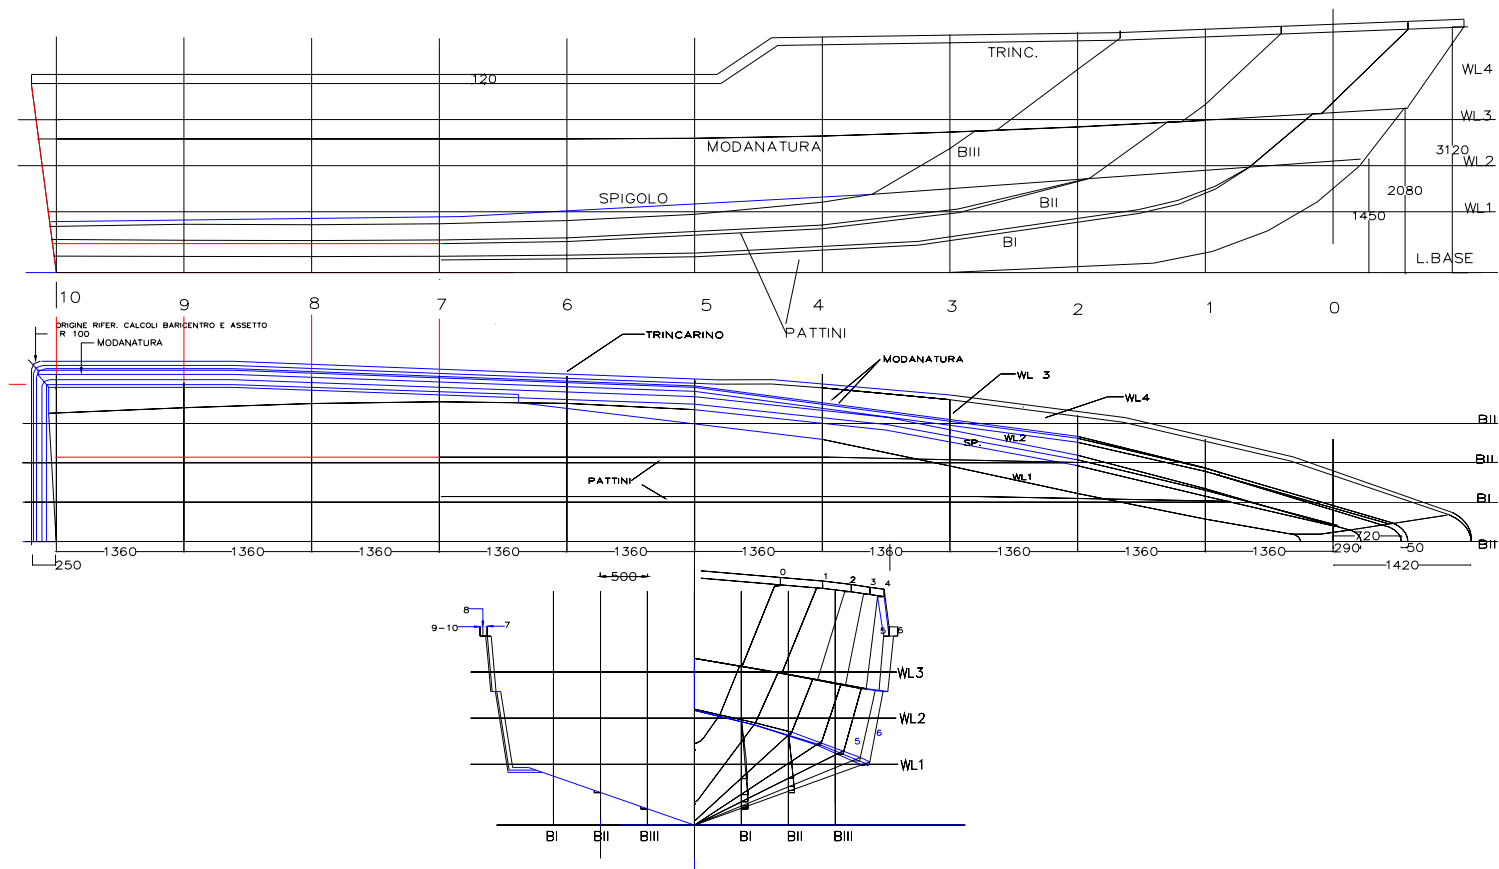 TRINC.
WL4
120
WL3
MODANATURA
BIII
3120
WL2
SPIGOLO
2080
BII
WL1
1450
BI
L.BASE
10
9
8
7
6
5
4
3
2
1
0
PATTINI
ORIGINE RIFER. CALCOLI BARICENTRO E ASSETTO
R 100
MODANATURA
TRINCARINO
MODANATURA
WL 3
WL4
BII
SP.
WL2
BII
WL1
PATTINI
BI
BII
1360
1360
1360
1360
1360
1360
1360
1360
1360
1360
720
290
50
250
1420
500
0
1
2
3
4
8
9-10
7
5
6
WL3
WL2
5
6
WL1
BI
BII
BIII
BI
BII
BIII